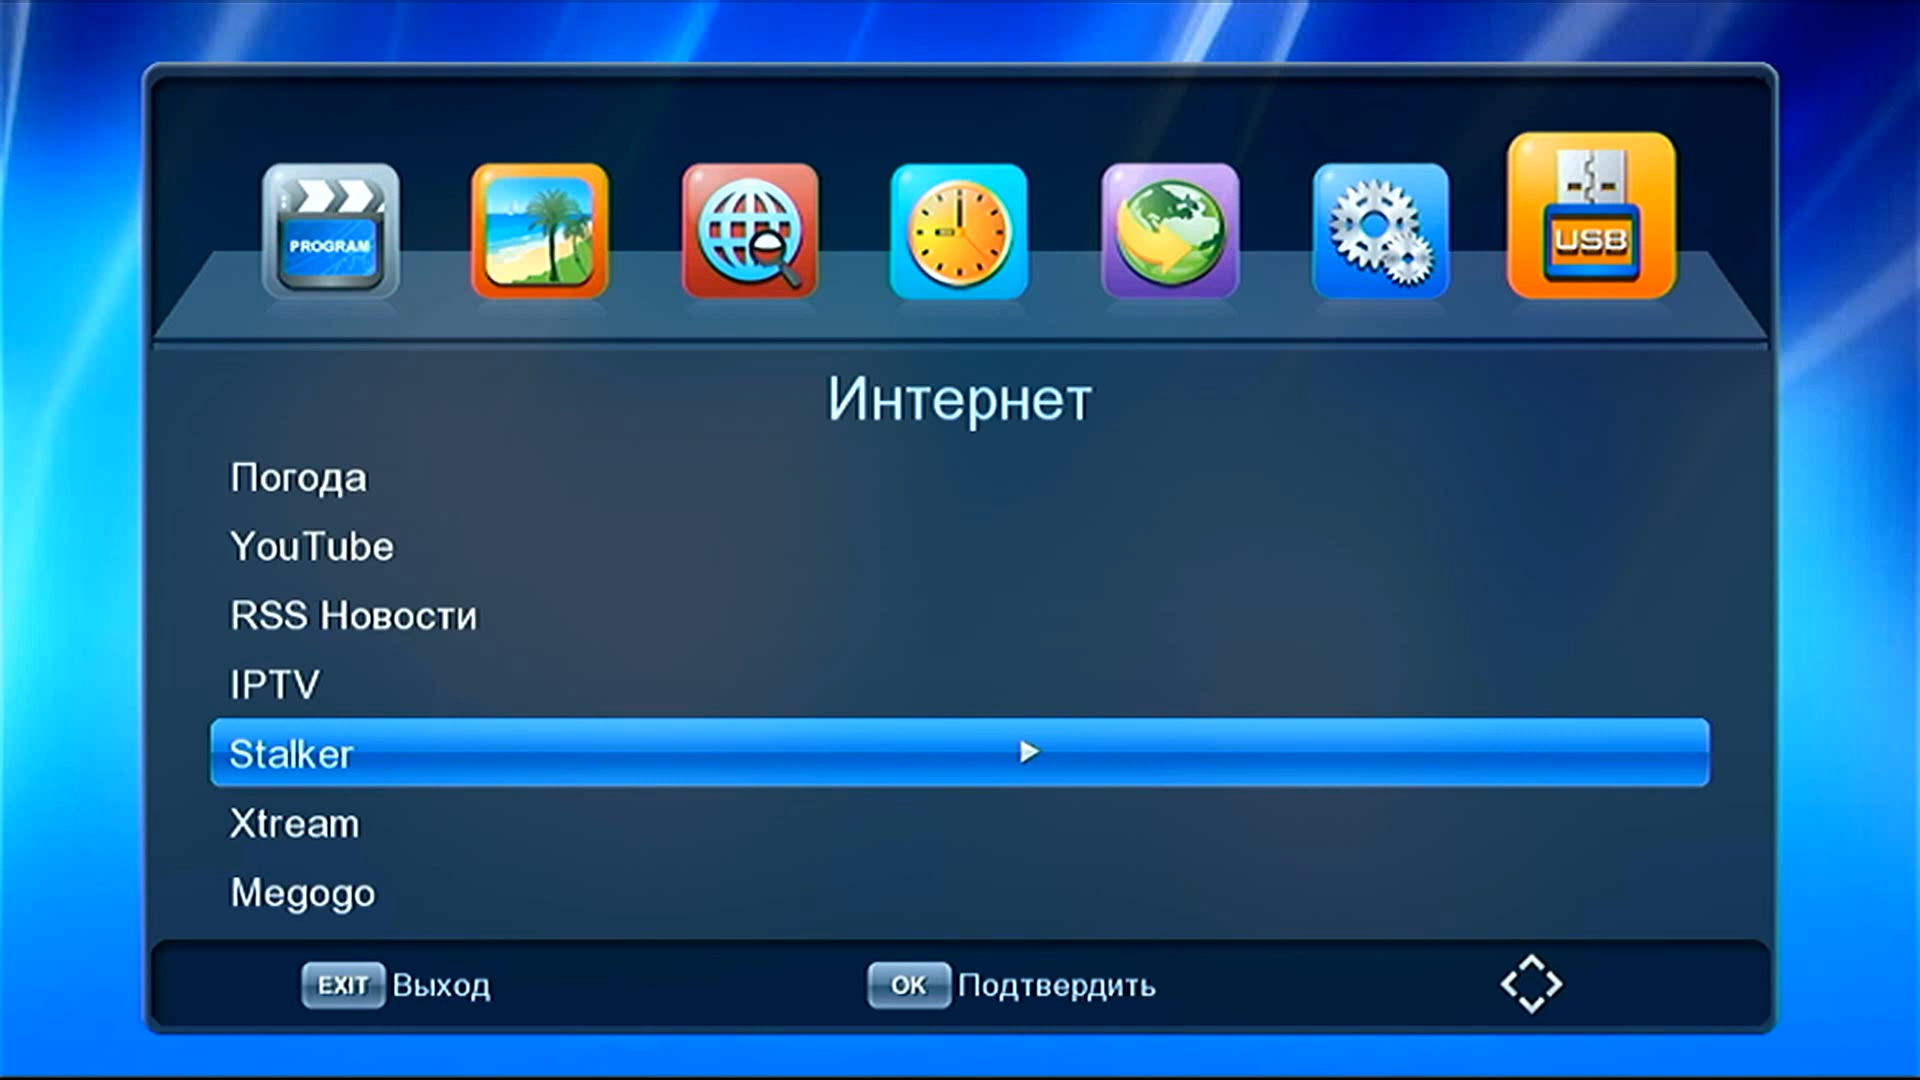 PROGRAM
USB
Интернет
Погода
YouTube
RSS Новости
IPTV
Stalker
Xtream
Megogo
EXIT Выход
OK Подтвердить